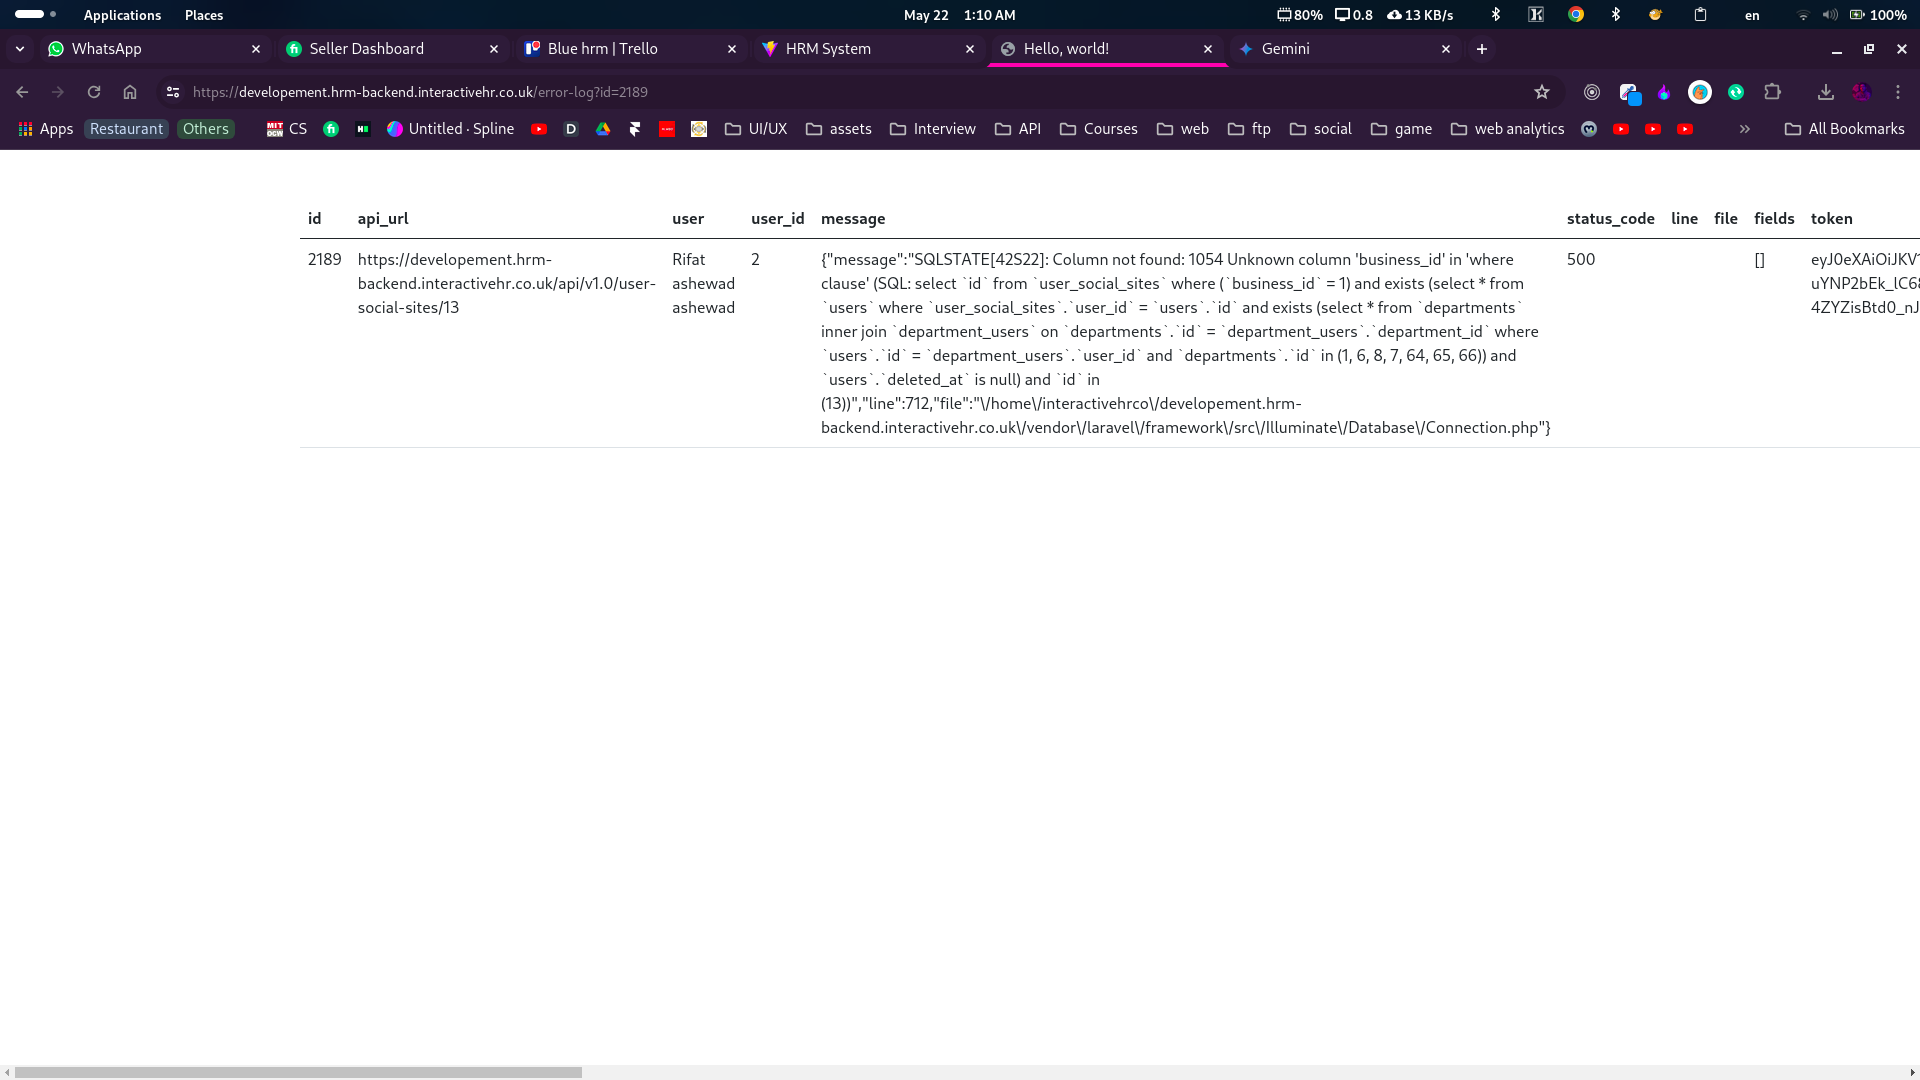 Applications Places May 22 1:10 AM 80% 0.8 13 KB/s en 100%
WhatsApp Seller Dashboard Blue hrm | Trello HRM System Hello, world! Gemini
https://developement.hrm-backend.interactivehr.co.uk/error-log?id=2189
Apps Restaurant Others CS Untitled · Spline UI/UX assets Interview API Courses web ftp social game web analytics » All Bookmarks
id api_url user user_id message status_code line file fields token
2189 https://developement.hrm- Rifat 2 {"message":"SQLSTATE[42S22]: Column not found: 1054 Unknown column 'business_id' in 'where 500 [] eyJ0eXAiOiJKV
backend.interactivehr.co.uk/api/v1.0/user- ashewad clause' (SQL: select `id` from `user_social_sites` where (`business_id` = 1) and exists (select * from uYNP2bEk_lC6
social-sites/13 ashewad `users` where `user_social_sites`.`user_id` = `users`.`id` and exists (select * from `departments` 4ZYZisBtd0_nJ
inner join `department_users` on `departments`.`id` = `department_users`.`department_id` where
`users`.`id` = `department_users`.`user_id` and `departments`.`id` in (1, 6, 8, 7, 64, 65, 66)) and
`users`.`deleted_at` is null) and `id` in
(13))","line":712,"file":"\/home\/interactivehrco\/developement.hrm-
backend.interactivehr.co.uk\/vendor\/laravel\/framework\/src\/Illuminate\/Database\/Connection.php"}